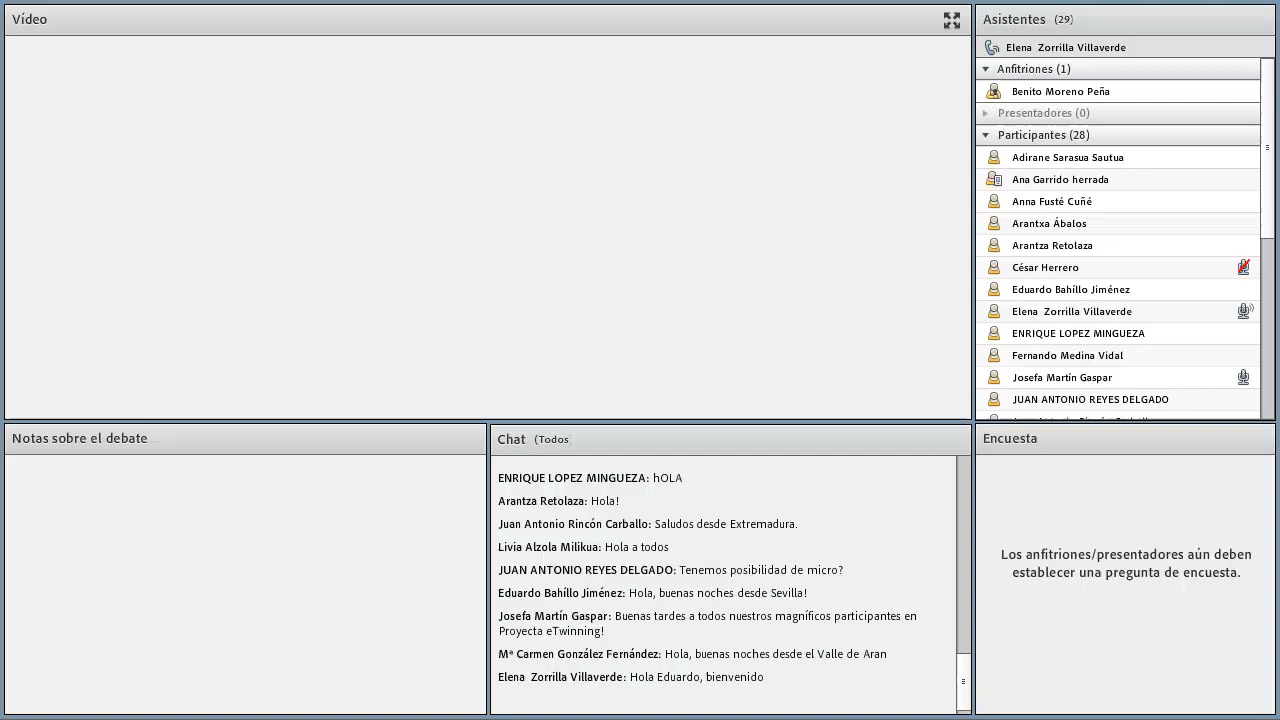 Vídeo
Asistentes (29)
Elena Zorrilla Villaverde
Anfitriones (1)
Benito Moreno Peña
Presentadores (0)
Participantes (28)
Adirane Sarasua Sautua
Ana Garrido herrada
Anna Fusté Cuñé
Arantxa Ábalos
Arantza Retolaza
César Herrero
Eduardo Bahíllo Jiménez
Elena Zorrilla Villaverde
ENRIQUE LOPEZ MINGUEZA
Fernando Medina Vidal
Josefa Martín Gaspar
JUAN ANTONIO REYES DELGADO
Notas sobre el debate
Chat (Todos
ENRIQUE LOPEZ MINGUEZA: hOLA
Arantza Retolaza: Hola!
Juan Antonio Rincón Carballo: Saludos desde Extremadura.
Livia Alzola Milikua: Hola a todos
JUAN ANTONIO REYES DELGADO: Tenemos posibilidad de micro?
Eduardo Bahíllo Jiménez: Hola, buenas noches desde Sevilla!
Josefa Martín Gaspar: Buenas tardes a todos nuestros magníficos participantes en
Proyecta eTwinning!
Mª Carmen González Fernández: Hola, buenas noches desde el Valle de Aran
Elena Zorrilla Villaverde: Hola Eduardo, bienvenido
Encuesta
Los anfitriones/presentadores aún deben
establecer una pregunta de encuesta.